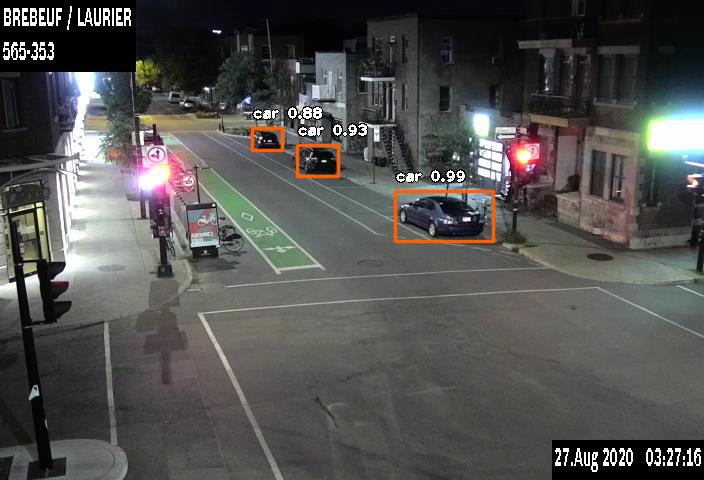 BREBEUF / LAURIER
565-353
car 0.88
car 0.93
car 0.99
ABONNEZ
27.Aug 2020 03:27:16